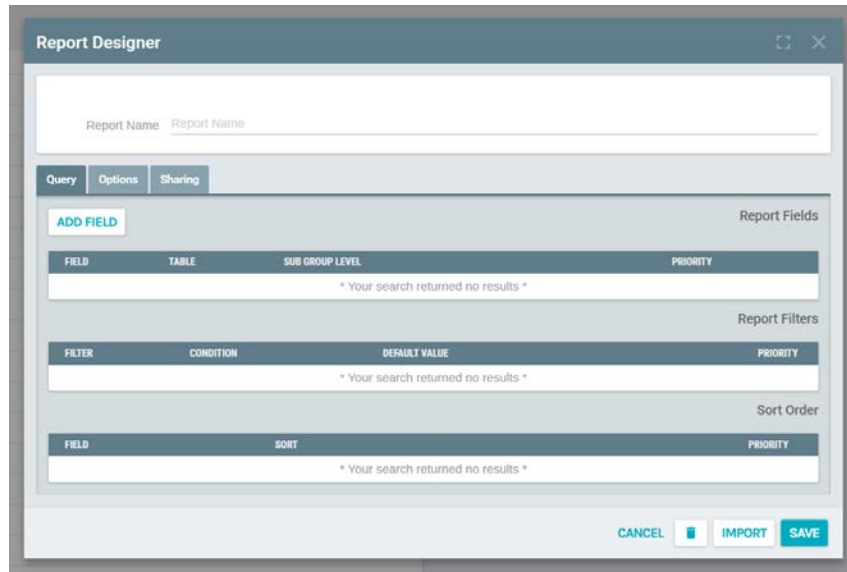 Report Designer
Report Name Report Name
Query Options Sharing
ADD FIELD Report Fields
FIELD TABLE SUB GROUP LEVEL PRIORITY
* Your search returned no results *
Report Filters
FILTER CONDITION DEFAULT VALUE PRIORITY
* Your search returned no results *
Sort Order
FIELD SORT PRIORITY
* Your search returned no results *
CANCEL IMPORT SAVE